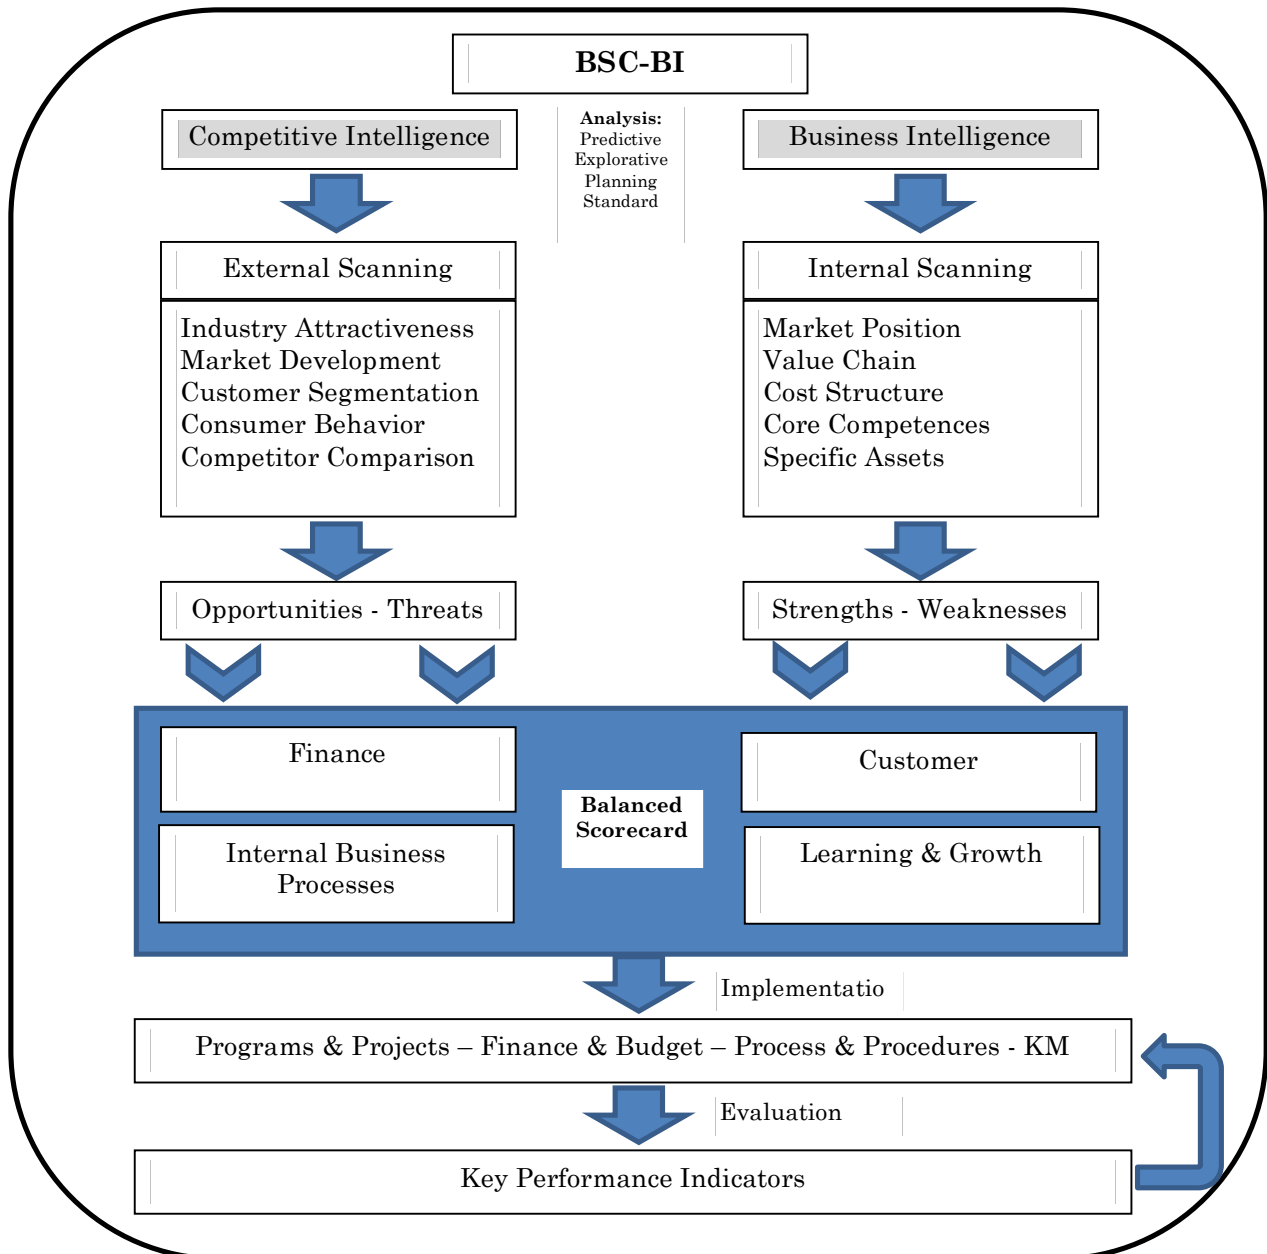 BSC-BI
Competitive Intelligence
Analysis:
Predictive
Explorative
Planning
Standard
Business Intelligence
External Scanning
Industry Attractiveness
Market Development
Customer Segmentation
Consumer Behavior
Competitor Comparison
Internal Scanning
Market Position
Value Chain
Cost Structure
Core Competences
Specific Assets
Opportunities - Threats
Strengths - Weaknesses
Finance
Customer
Balanced
Scorecard
Internal Business
Processes
Learning & Growth
Implementatio
Programs & Projects – Finance & Budget – Process & Procedures - KM
Evaluation
Key Performance Indicators